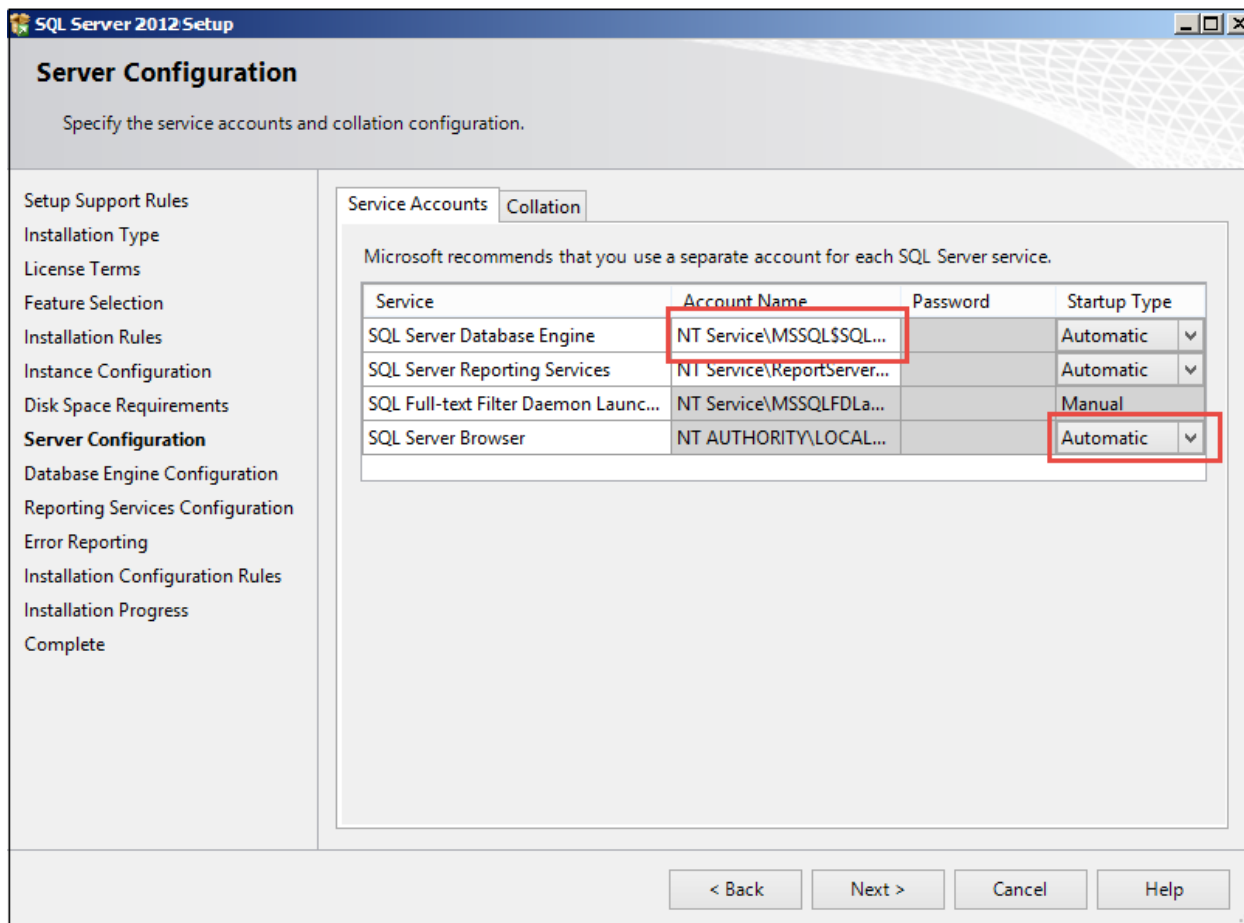 SQL Server 2012 Setup
Server Configuration
Specify the service accounts and collation configuration.
Setup Support Rules
Installation Type
License Terms
Feature Selection
Installation Rules
Instance Configuration
Disk Space Requirements
Server Configuration
Database Engine Configuration
Reporting Services Configuration
Error Reporting
Installation Configuration Rules
Installation Progress
Complete
Service Accounts Collation
Microsoft recommends that you use a separate account for each SQL Server service.
Service Account Name Password Startup Type
SQL Server Database Engine NT Service\MSSQL$SQL... Automatic
SQL Server Reporting Services NT Service\ReportServer... Automatic
SQL Full-text Filter Daemon Launc... NT Service\MSSQLFDLa... Manual
SQL Server Browser NT AUTHORITY\LOCAL... Automatic
< Back Next > Cancel Help